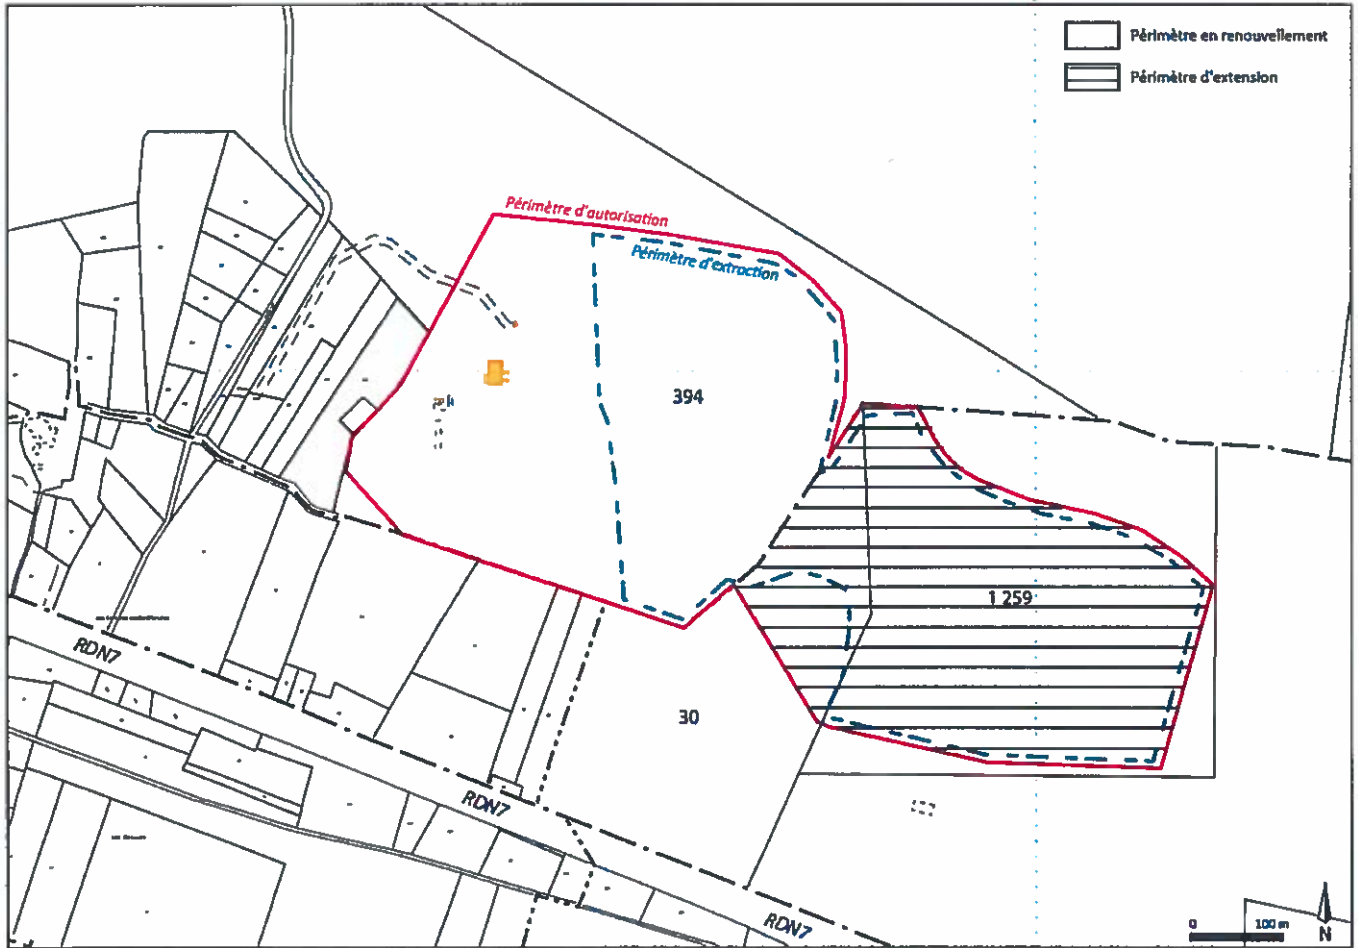 Périmètre en renouvellement
Périmètre d'extension
Périmètre d'autorisation
Périmètre d'extraction
394
1 259
30
RDN7
RDN7
RDN7
0 100 m
N